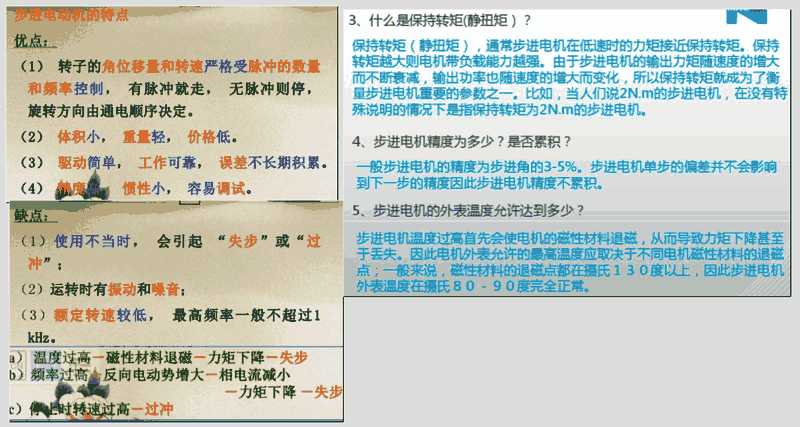 步进电动机的特点
优点：
（1） 转子的角位移量和转速严格受脉冲的数量
和频率控制， 有脉冲就走， 无脉冲则停，
旋转方向由通电顺序决定。
（2） 体积小， 重量轻， 价格低。
（3） 驱动简单， 工作可靠， 误差不长期积累。
（4） 惯性小， 容易调试。
缺点：
（1）使用不当时， 会引起 “失步”或“过
冲”；
（2）运转时有振动和噪音；
（3）额定转速较低， 最高频率一般不超过1
kHz。
a） 温度过高－磁性材料退磁－力矩下降－失步
b） 频率过高－反向电动势增大－相电流减小
－力矩下降 －失步
c） 停止时转速过高－过冲
3、什么是保持转矩(静扭矩）？
保持转矩（静扭矩），通常步进电机在低速时的力矩接近保持转矩。保持
转矩越大则电机带负载能力越强。由于步进电机的输出力矩随速度的增大
而不断衰减，输出功率也随速度的增大而变化，所以保持转矩就成为了衡
量步进电机重要的参数之一。比如，当人们说2N.m的步进电机，在没有特
殊说明的情况下是指保持转矩为2N.m的步进电机。
4、步进电机精度为多少？是否累积？
一般步进电机的精度为步进角的3-5%。步进电机单步的偏差并不会影响
到下一步的精度因此步进电机精度不累积。
5、步进电机的外表温度允许达到多少？
步进电机温度过高首先会使电机的磁性材料退磁，从而导致力矩下降甚至
于丢失。因此电机外表允许的最高温度应取决于不同电机磁性材料的退磁
点；一般来说，磁性材料的退磁点都在摄氏１３０度以上，因此步进电机
外表温度在摄氏８０－９０度完全正常。